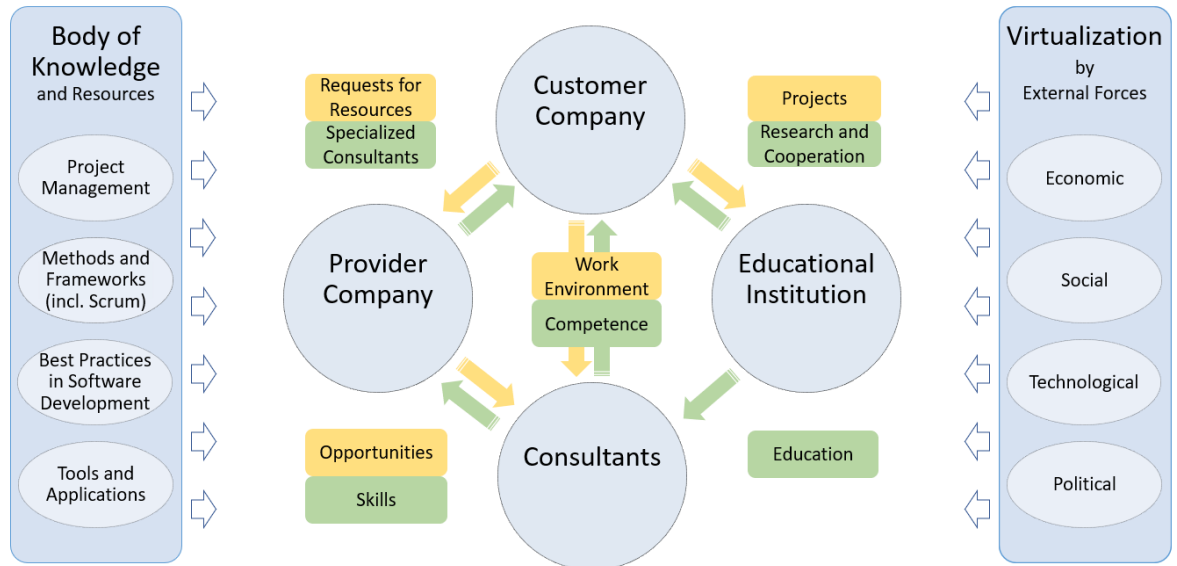 Body of
Knowledge
and Resources
Project
Management
Methods and
Frameworks
(incl. Scrum)
Best Practices
in Software
Development
Tools and
Applications
Requests for
Resources
Specialized
Consultants
Customer
Company
Projects
Research and
Cooperation
Provider
Company
Work
Environment
Competence
Educational
Institution
Opportunities
Skills
Consultants
Education
Virtualization
by
External Forces
Economic
Social
Technological
Political